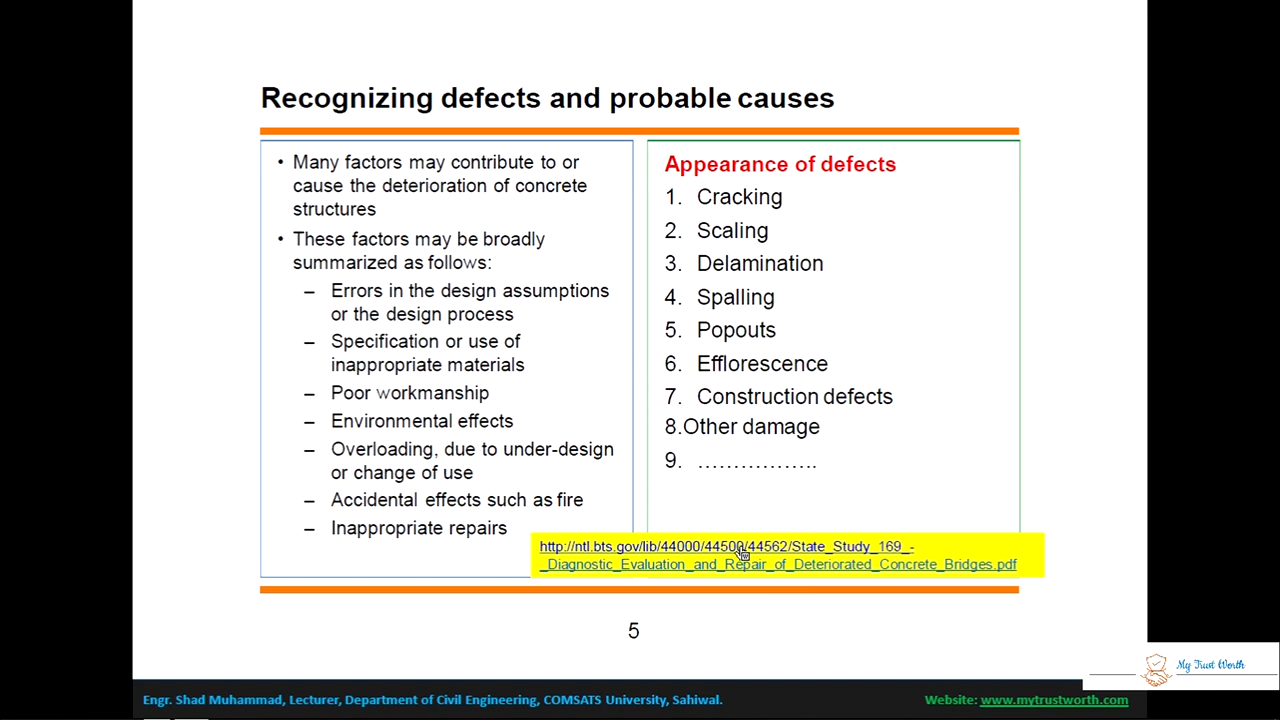 Recognizing defects and probable causes
• Many factors may contribute to or
cause the deterioration of concrete
structures
• These factors may be broadly
summarized as follows:
– Errors in the design assumptions
or the design process
– Specification or use of
inappropriate materials
– Poor workmanship
– Environmental effects
– Overloading, due to under-design
or change of use
– Accidental effects such as fire
– Inappropriate repairs
Appearance of defects
1. Cracking
2. Scaling
3. Delamination
4. Spalling
5. Popouts
6. Efflorescence
7. Construction defects
8.Other damage
9. ……………..
http://ntl.bts.gov/lib/44000/44500/44562/State_Study_169_-
_Diagnostic_Evaluation_and_Repair_of_Deteriorated_Concrete_Bridges.pdf
5
My Trust Worth
Engr. Shad Muhammad, Lecturer, Department of Civil Engineering, COMSATS University, Sahiwal.
Website: www.mytrustworth.com